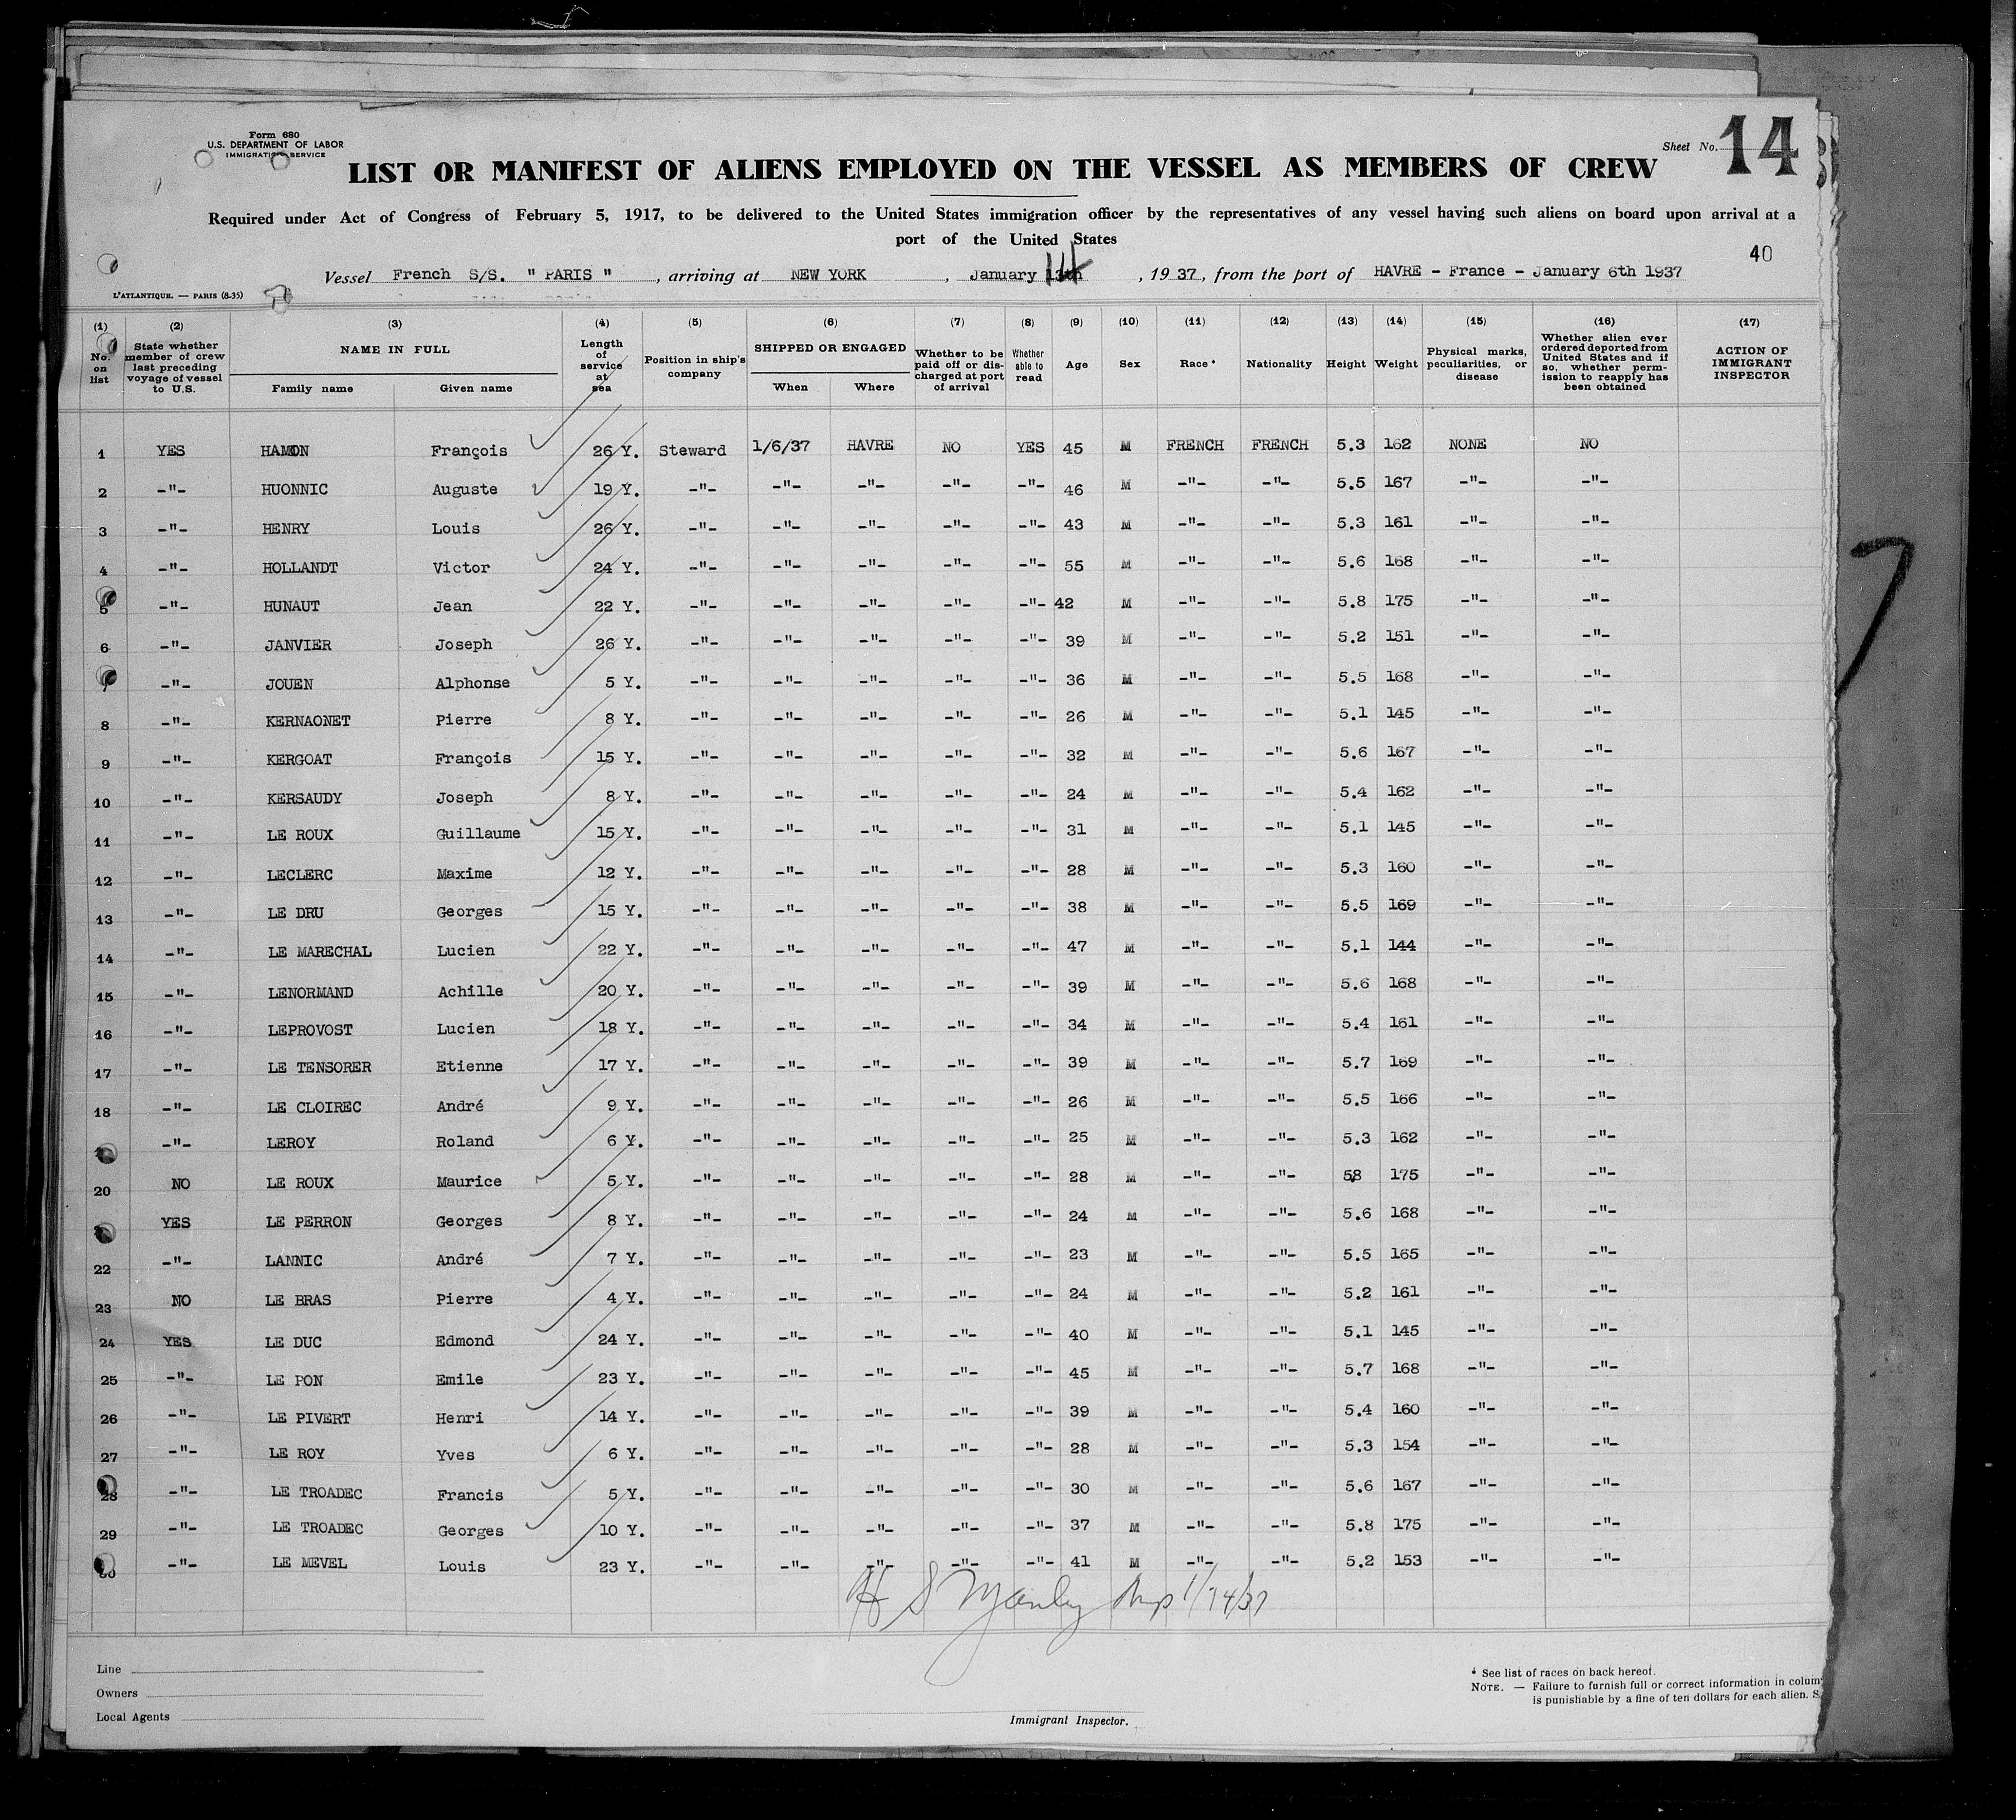 Form 680
U.S. DEPARTMENT OF LABOR
IMMIGRATION SERVICE
Sheet No. 14
LIST OR MANIFEST OF ALIENS EMPLOYED ON THE VESSEL AS MEMBERS OF CREW
Required under Act of Congress of February 5, 1917, to be delivered to the United States immigration officer by the representatives of any vessel having such aliens on board upon arrival at a
port of the United States
40
Vessel French S/S. " PARIS " , arriving at NEW YORK , January 14 , 19 37, from the port of HAVRE - France - January 6th 1937
L'ATLANTIQUE. — PARIS (8-35)
(1) (2) (3) (4) (5) (6) (7) (8) (9) (10) (11) (12) (13) (14) (15) (16) (17)
No. on list State whether member of crew last preceding voyage of vessel to U.S. NAME IN FULL Family name Given name Length of service at sea Position in ship's company SHIPPED OR ENGAGED When Where Whether to be paid off or discharged at port of arrival Whether able to read Age Sex Race * Nationality Height Weight Physical marks, peculiarities, or disease Whether alien ever ordered deported from United States and if so, whether permission to reapply has been obtained ACTION OF IMMIGRANT INSPECTOR
1 YES HAMON François 26 Y. Steward 1/6/37 HAVRE NO YES 45 M FRENCH FRENCH 5.3 162 NONE NO
2 -"- HUONNIC Auguste 19 Y. -"- -"- -"- -"- -"- 46 M -"- -"- 5.5 167 -"- -"-
3 -"- HENRY Louis 26 Y. -"- -"- -"- -"- -"- 43 M -"- -"- 5.3 161 -"- -"-
4 -"- HOLLANDT Victor 24 Y. -"- -"- -"- -"- -"- 55 M -"- -"- 5.6 168 -"- -"-
5 -"- HUNAUT Jean 22 Y. -"- -"- -"- -"- -"- 42 M -"- -"- 5.8 175 -"- -"-
6 -"- JANVIER Joseph 26 Y. -"- -"- -"- -"- -"- 39 M -"- -"- 5.2 151 -"- -"-
7 -"- JOUEN Alphonse 5 Y. -"- -"- -"- -"- -"- 36 M -"- -"- 5.5 168 -"- -"-
8 -"- KERNAONET Pierre 8 Y. -"- -"- -"- -"- -"- 26 M -"- -"- 5.1 145 -"- -"-
9 -"- KERGOAT François 15 Y. -"- -"- -"- -"- -"- 32 M -"- -"- 5.6 167 -"- -"-
10 -"- KERSAUDY Joseph 8 Y. -"- -"- -"- -"- -"- 24 M -"- -"- 5.4 162 -"- -"-
11 -"- LE ROUX Guillaume 15 Y. -"- -"- -"- -"- -"- 31 M -"- -"- 5.1 145 -"- -"-
12 -"- LECLERC Maxime 12 Y. -"- -"- -"- -"- -"- 28 M -"- -"- 5.3 160 -"- -"-
13 -"- LE DRU Georges 15 Y. -"- -"- -"- -"- -"- 38 M -"- -"- 5.5 169 -"- -"-
14 -"- LE MARECHAL Lucien 22 Y. -"- -"- -"- -"- -"- 47 M -"- -"- 5.1 144 -"- -"-
15 -"- LENORMAND Achille 20 Y. -"- -"- -"- -"- -"- 39 M -"- -"- 5.6 168 -"- -"-
16 -"- LEPROVOST Lucien 18 Y. -"- -"- -"- -"- -"- 34 M -"- -"- 5.4 161 -"- -"-
17 -"- LE TENSORER Etienne 17 Y. -"- -"- -"- -"- -"- 39 M -"- -"- 5.7 169 -"- -"-
18 -"- LE CLOIREC André 9 Y. -"- -"- -"- -"- -"- 26 M -"- -"- 5.5 166 -"- -"-
-"- LEROY Roland 6 Y. -"- -"- -"- -"- -"- 25 M -"- -"- 5.3 162 -"- -"-
20 NO LE ROUX Maurice 5 Y. -"- -"- -"- -"- -"- 28 M -"- -"- 5.8 175 -"- -"-
YES LE PERRON Georges 8 Y. -"- -"- -"- -"- -"- 24 M -"- -"- 5.6 168 -"- -"-
22 -"- LANNIC André 7 Y. -"- -"- -"- -"- -"- 23 M -"- -"- 5.5 165 -"- -"-
23 NO LE BRAS Pierre 4 Y. -"- -"- -"- -"- -"- 24 M -"- -"- 5.2 161 -"- -"-
24 YES LE DUC Edmond 24 Y. -"- -"- -"- -"- -"- 40 M -"- -"- 5.1 145 -"- -"-
25 -"- LE PON Emile 23 Y. -"- -"- -"- -"- -"- 45 M -"- -"- 5.7 168 -"- -"-
26 -"- LE PIVERT Henri 14 Y. -"- -"- -"- -"- -"- 39 M -"- -"- 5.4 160 -"- -"-
27 -"- LE ROY Yves 6 Y. -"- -"- -"- -"- -"- 28 M -"- -"- 5.3 154 -"- -"-
28 -"- LE TROADEC Francis 5 Y. -"- -"- -"- -"- -"- 30 M -"- -"- 5.6 167 -"- -"-
29 -"- LE TROADEC Georges 10 Y. -"- -"- -"- -"- -"- 37 M -"- -"- 5.8 175 -"- -"-
30 -"- LE MEVEL Louis 23 Y. -"- -"- -"- -"- -"- 41 M -"- -"- 5.2 153 -"- -"-
H S Manley Insp 1/14/37
Line
Owners
Local Agents
Immigrant Inspector.
* See list of races on back hereof.
NOTE. — Failure to furnish full or correct information in colum
is punishable by a fine of ten dollars for each alien. S